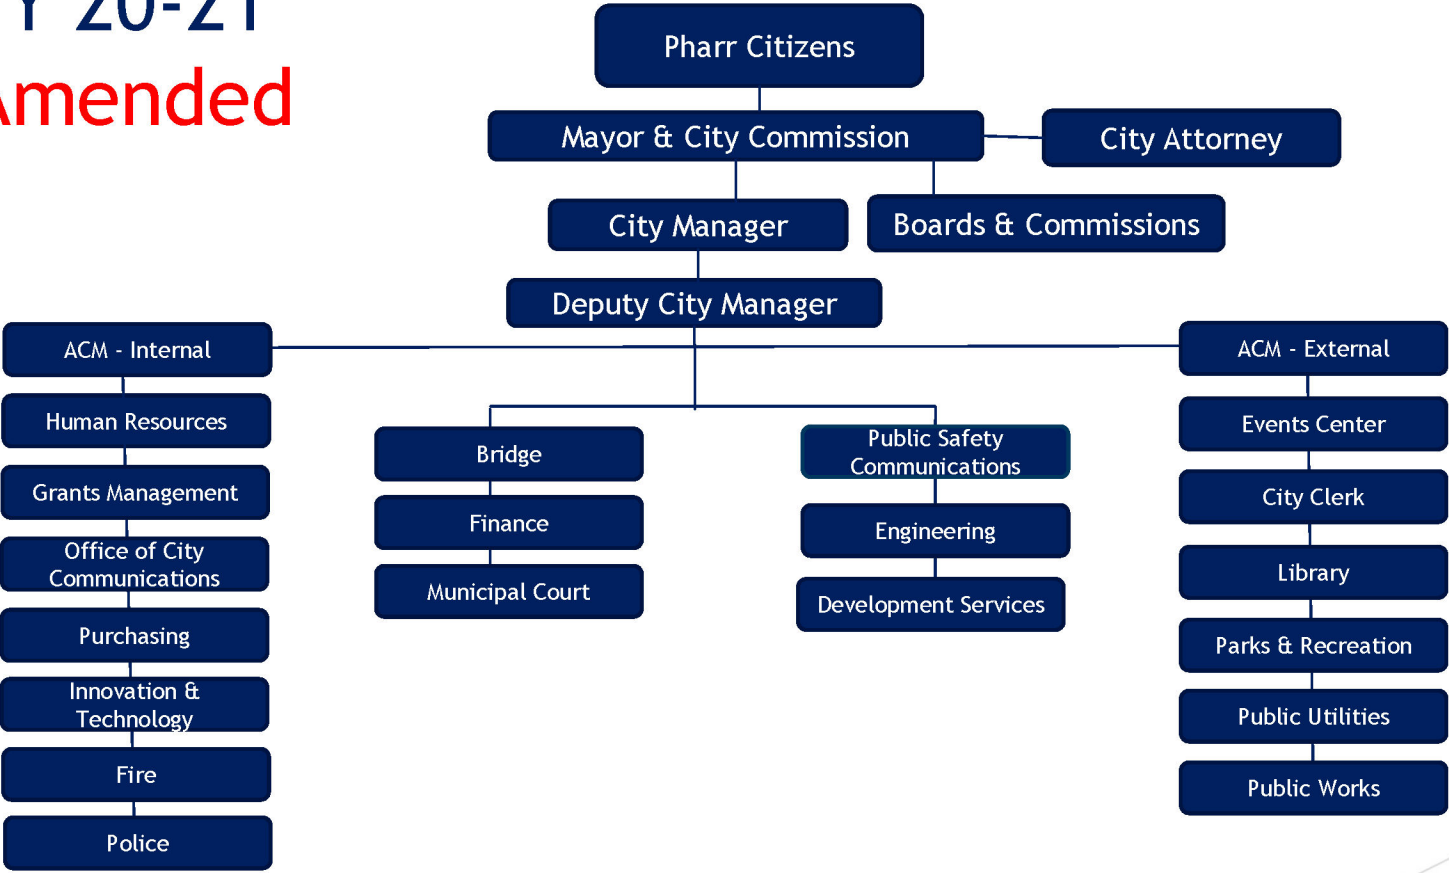 Y 20-21
Amended
Pharr Citizens
Mayor & City Commission
City Attorney
City Manager
Boards & Commissions
Deputy City Manager
ACM - Internal
Human Resources
Grants Management
Office of City
Communications
Purchasing
Innovation &
Technology
Fire
Police
Bridge
Finance
Municipal Court
Public Safety
Communications
Engineering
Development Services
ACM - External
Events Center
City Clerk
Library
Parks & Recreation
Public Utilities
Public Works